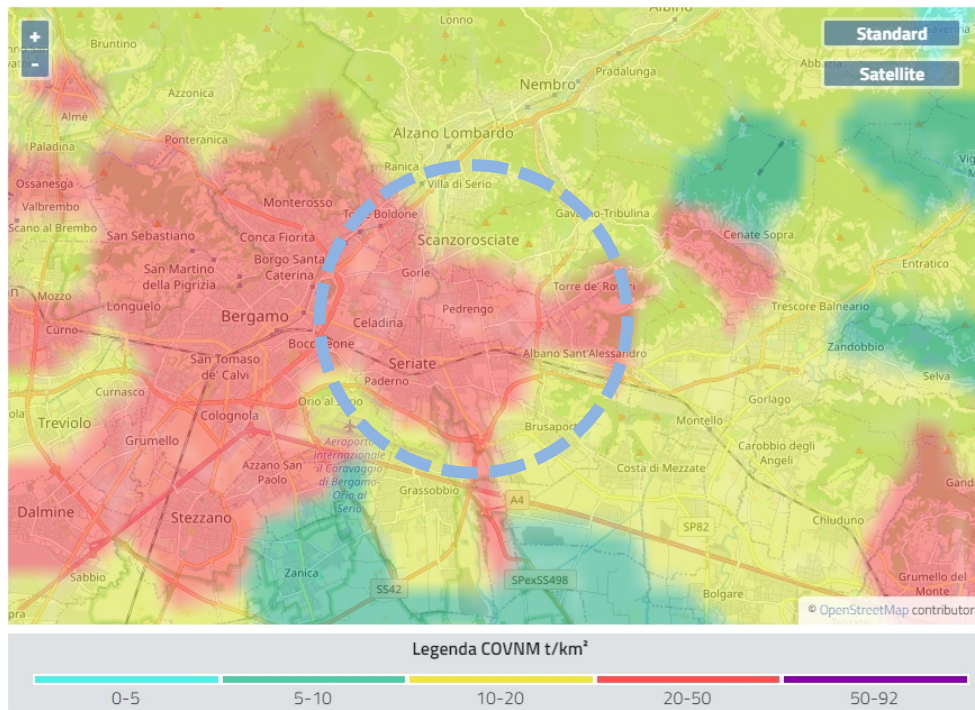 +
-
Standard
Satellite
Lonno
Albino
Bruntino
Abbazia
Pradalunga
Nembro
Azzonica
Almè
Alzano Lombardo
Ponteranica
Paladina
Ranica
Villa di Serio
Ossanesga
Monterosso
Valbrembo
Torre Boldone
Gavarno-Tribulina
Scano al Brembo
San Sebastiano
Conca Fiorita
Scanzorosciate
Cenate Sopra
Borgo Santa
Caterina
San Martino
della Pigrizia
Gorle
Entratico
Torre de' Roveri
Mozzo
Longuelo
Pedrengo
Trescore Balneario
Bergamo
Celadina
Curno
Boccaleone
Zandobbio
Seriate
Albano Sant'Alessandro
San Tomaso
de' Calvi
Paderno
Selva
Curnasco
Orio al Serio
Gorlago
Treviolo
Colognola
Montello
Brusaporto
Grumello
Aeroporto
internazionale
il Caravaggio
di Bergamo-
Orio al
Serio
Carobbio degli
Angeli
Azzano San
Paolo
Costa di Mezzate
Grassobbio
Dalmine
A4
Stezzano
Chiuduno
SP82
Sabbio
Zanica
SS42
SPexSS498
Grumello del
Monte
Bolgare
© OpenStreetMap contributor
Legenda COVNM t/km²
0-5 5-10 10-20 20-50 50-92